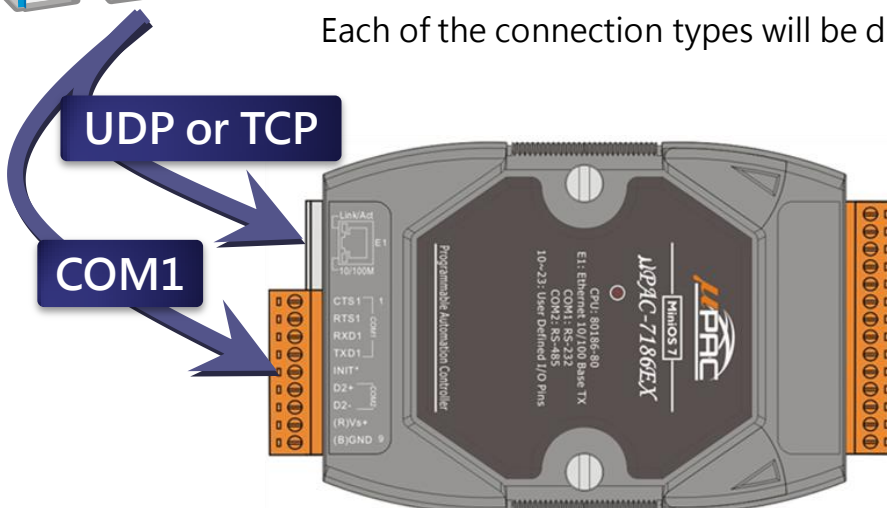 Each of the connection types will be d
UDP or TCP
COM1
Link/Act
E1
10/100M
CTS1
1
RTS1
RXD1
TXD1
COM1
INIT*
D2+
D2-
COM2
(R)Vs+
(B)GND
9
Programmable Automation Controller
10~23: User Defined I/O Pins
E1: Ethernet 10/100 Base TX
COM2: RS-485
COM1: RS-232
CPU: 80186-80
µPAC-7186EX
MiniOS 7
µPAC